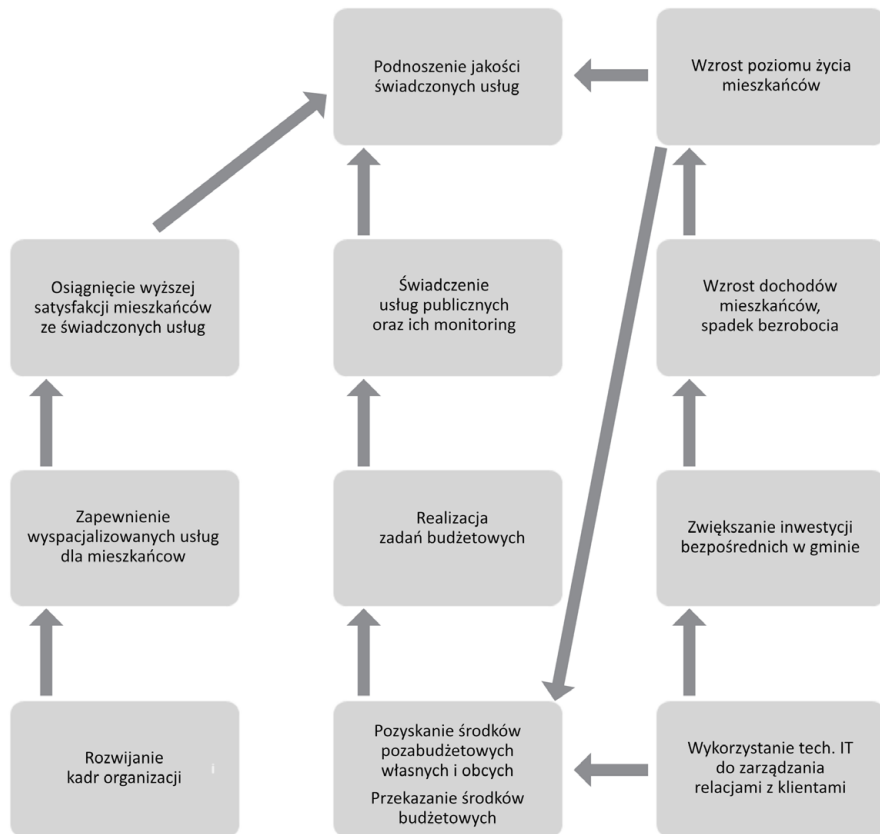 Podnoszenie jakości
świadczonych usług
Wzrost poziomu życia
mieszkańców
Osiągnięcie wyższej
satysfakcji mieszkańców
ze świadczonych usług
Świadczenie
usług publicznych
oraz ich monitoring
Wzrost dochodów
mieszkańców,
spadek bezrobocia
Zapewnienie
wyspacjalizowanych usług
dla mieszkańcow
Realizacja
zadań budżetowych
Zwiększanie inwestycji
bezpośrednich w gminie
Rozwijanie
kadr organizacji
Pozyskanie środków
pozabudżetowych
własnych i obcych
Przekazanie środków
budżetowych
Wykorzystanie tech. IT
do zarządzania
relacjami z klientami